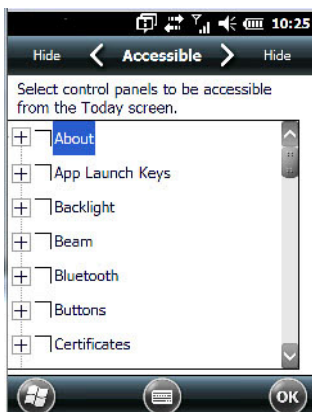 10:25
Hide Accessible Hide
Select control panels to be accessible
from the Today screen.
About
App Launch Keys
Backlight
Beam
Bluetooth
Buttons
Certificates
OK